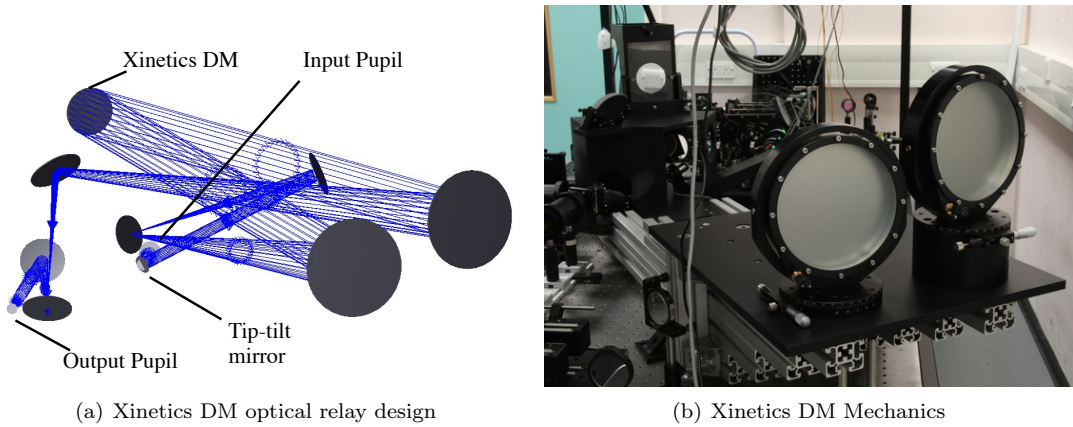 Xinetics DM
Input Pupil
Tip-tilt
mirror
Output Pupil
(a) Xinetics DM optical relay design
(b) Xinetics DM Mechanics